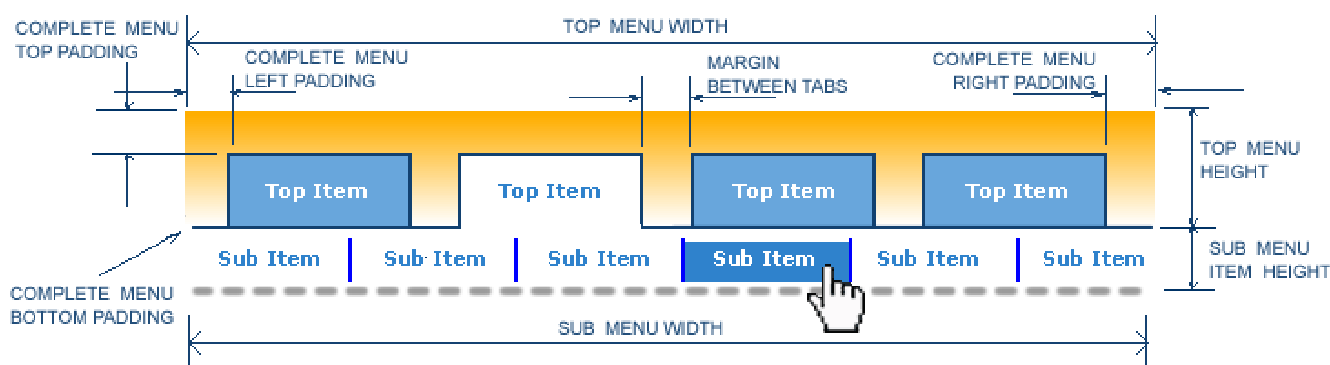 COMPLETE MENU
TOP PADDING
TOP MENU WIDTH
COMPLETE MENU
LEFT PADDING
MARGIN
BETWEEN TABS
COMPLETE MENU
RIGHT PADDING
TOP MENU
HEIGHT
Top Item Top Item Top Item Top Item
Sub Item Sub Item Sub Item Sub Item Sub Item Sub Item
SUB MENU
ITEM HEIGHT
COMPLETE MENU
BOTTOM PADDING
SUB MENU WIDTH